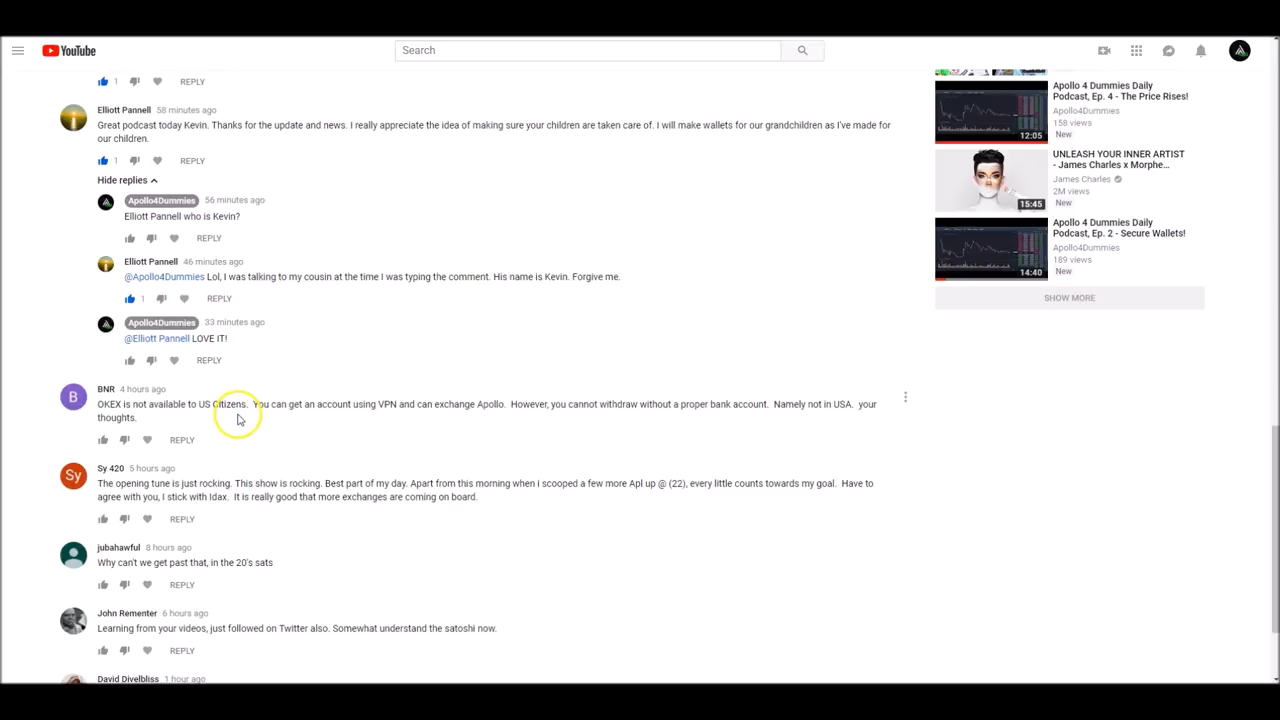 YouTube
Search
1 REPLY
Elliott Pannell 58 minutes ago
Great podcast today Kevin. Thanks for the update and news. I really appreciate the idea of making sure your children are taken care of. I will make wallets for our grandchildren as I've made for
our children.
1 REPLY
Hide replies
Apollo4Dummies 56 minutes ago
Elliott Pannell who is Kevin?
REPLY
Elliott Pannell 46 minutes ago
@Apollo4Dummies Lol, I was talking to my cousin at the time I was typing the comment. His name is Kevin. Forgive me.
1 REPLY
Apollo4Dummies 33 minutes ago
@Elliott Pannell LOVE IT!
REPLY
B
BNR 4 hours ago
OKEX is not available to US Citizens. You can get an account using VPN and can exchange Apollo. However, you cannot withdraw without a proper bank account. Namely not in USA. your
thoughts.
REPLY
Sy
Sy 420 5 hours ago
The opening tune is just rocking. This show is rocking. Best part of my day. Apart from this morning when i scooped a few more Apl up @ (22), every little counts towards my goal. Have to
agree with you, I stick with Idax. It is really good that more exchanges are coming on board.
REPLY
jubahawful 8 hours ago
Why can't we get past that, in the 20's sats
REPLY
John Rementer 6 hours ago
Learning from your videos, just followed on Twitter also. Somewhat understand the satoshi now.
REPLY
David Divelbliss 1 hour ago
Apollo 4 Dummies Daily
Podcast, Ep. 4 - The Price Rises!
Apollo4Dummies
158 views
New
12:05
UNLEASH YOUR INNER ARTIST
- James Charles x Morphe...
James Charles
2M views
New
15:45
Apollo 4 Dummies Daily
Podcast, Ep. 2 - Secure Wallets!
Apollo4Dummies
189 views
New
14:40
SHOW MORE